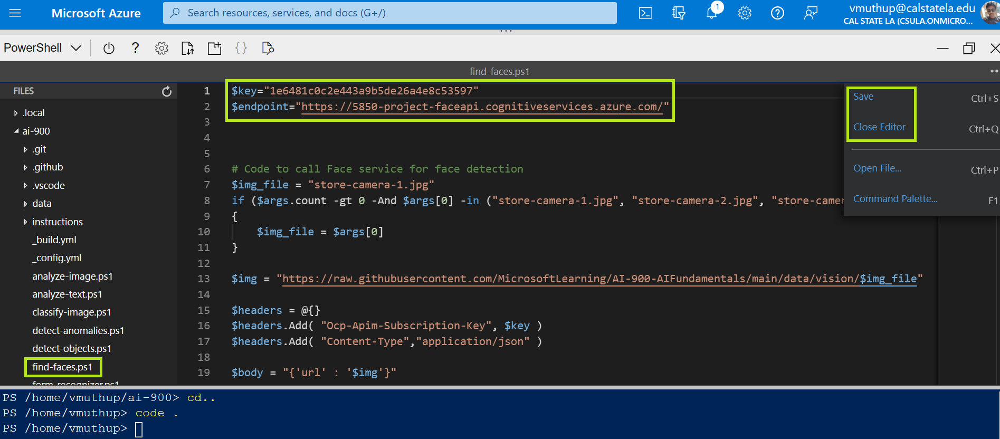 Microsoft Azure
Search resources, services, and docs (G+/)
1
vmuthup@calstatela.edu
CAL STATE LA (CSULA.ONMICRO...
PowerShell
?
{}
find-faces.ps1
FILES
.local
ai-900
.git
.github
.vscode
data
instructions
_build.yml
_config.yml
analyze-image.ps1
analyze-text.ps1
classify-image.ps1
detect-anomalies.ps1
detect-objects.ps1
find-faces.ps1
form-recognizer.ps1
1 $key="1e6481c0c2e443a9b5de26a4e8c53597"
2 $endpoint="https://5850-project-faceapi.cognitiveservices.azure.com/"
3
4
5
6 # Code to call Face service for face detection
7 $img_file = "store-camera-1.jpg"
8 if ($args.count -gt 0 -And $args[0] -in ("store-camera-1.jpg", "store-camera-2.jpg", "store-camer
9 {
10 $img_file = $args[0]
11 }
12
13 $img = "https://raw.githubusercontent.com/MicrosoftLearning/AI-900-AIFundamentals/main/data/vision/$img_file"
14
15 $headers = @{}
16 $headers.Add( "Ocp-Apim-Subscription-Key", $key )
17 $headers.Add( "Content-Type","application/json" )
18
19 $body = "{'url' : '$img'}"
Save Ctrl+S
Close Editor Ctrl+Q
Open File... Ctrl+P
Command Palette... F1
PS /home/vmuthup/ai-900> cd..
PS /home/vmuthup> code .
PS /home/vmuthup>